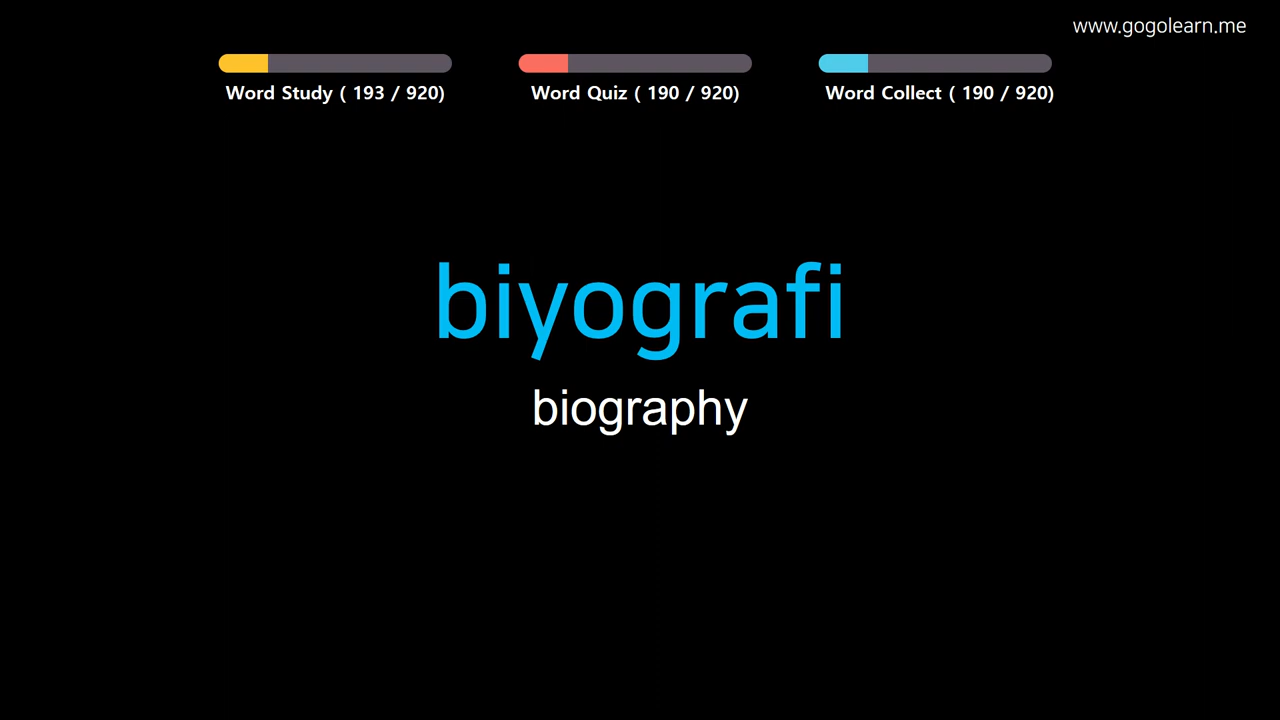 www.gogolearn.me
Word Study ( 193 / 920)
Word Quiz ( 190 / 920)
Word Collect ( 190 / 920)
biyografi
biography